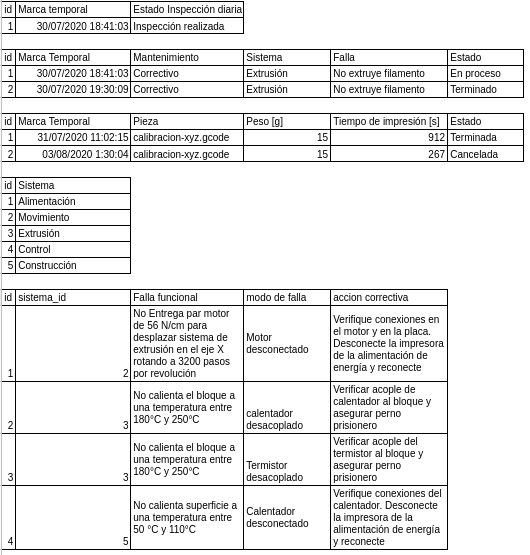 id Marca temporal Estado Inspección diaria
1 30/07/2020 18:41:03 Inspección realizada
id Marca Temporal Mantenimiento Sistema Falla Estado
1 30/07/2020 18:41:03 Correctivo Extrusión No extruye filamento En proceso
2 30/07/2020 19:30:09 Correctivo Extrusión No extruye filamento Terminado
id Marca Temporal Pieza Peso [g] Tiempo de impresión [s] Estado
1 31/07/2020 11:02:15 calibracion-xyz.gcode 15 912 Terminada
2 03/08/2020 1:30:04 calibracion-xyz.gcode 15 267 Cancelada
id Sistema
1 Alimentación
2 Movimiento
3 Extrusión
4 Control
5 Construcción
id sistema_id Falla funcional modo de falla accion correctiva
1 2
No Entrega par motor
de 56 N/cm para
desplazar sistema de
extrusión en el eje X
rotando a 3200 pasos
por revolución
Motor
desconectado
Verifique conexiones en
el motor y en la placa.
Desconecte la impresora
de la alimentación de
energía y reconecte
2 3
No calienta el bloque a
una temperatura entre
180°C y 250°C
calentador
desacoplado
Verificar acople de
calentador al bloque y
asegurar perno
prisionero
3 3
No calienta el bloque a
una temperatura entre
180°C y 250°C
Termistor
desacoplado
Verificar acople del
termistor al bloque y
asegurar perno
prisionero
4 5
No calienta superficie a
una temperatura entre
50 °C y 110°C
Calentador
desconectado
Verifique conexiones del
calentador. Desconecte
la impresora de la
alimentación de energía
y reconecte